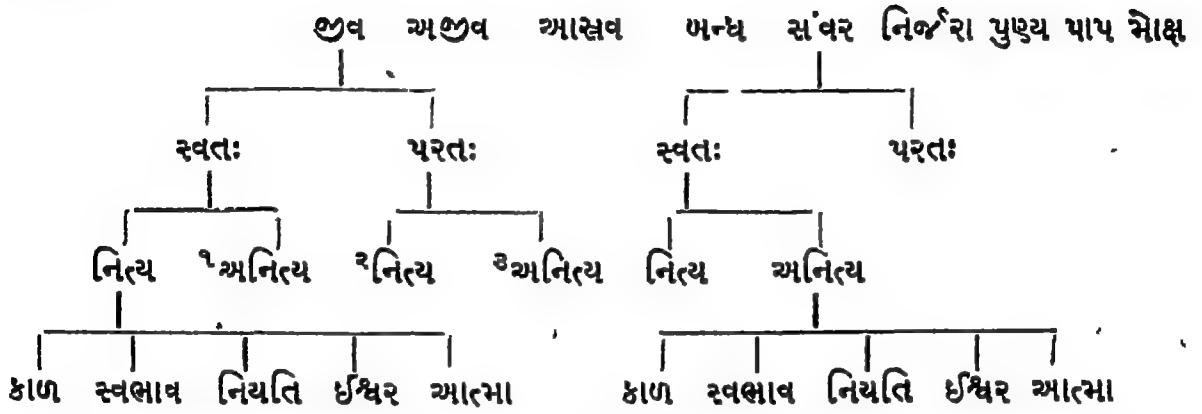 જીવ અજીવ આસ્રવ બન્ધ સંવર નિર્જરા પુણ્ય પાપ મોક્ષ
સ્વતઃ પરતઃ સ્વતઃ પરતઃ
નિત્ય ૧અનિત્ય ૨નિત્ય ૩અનિત્ય નિત્ય અનિત્ય
કાળ સ્વભાવ નિયતિ ઈશ્વર આત્મા કાળ સ્વભાવ નિયતિ ઈશ્વર આત્મા